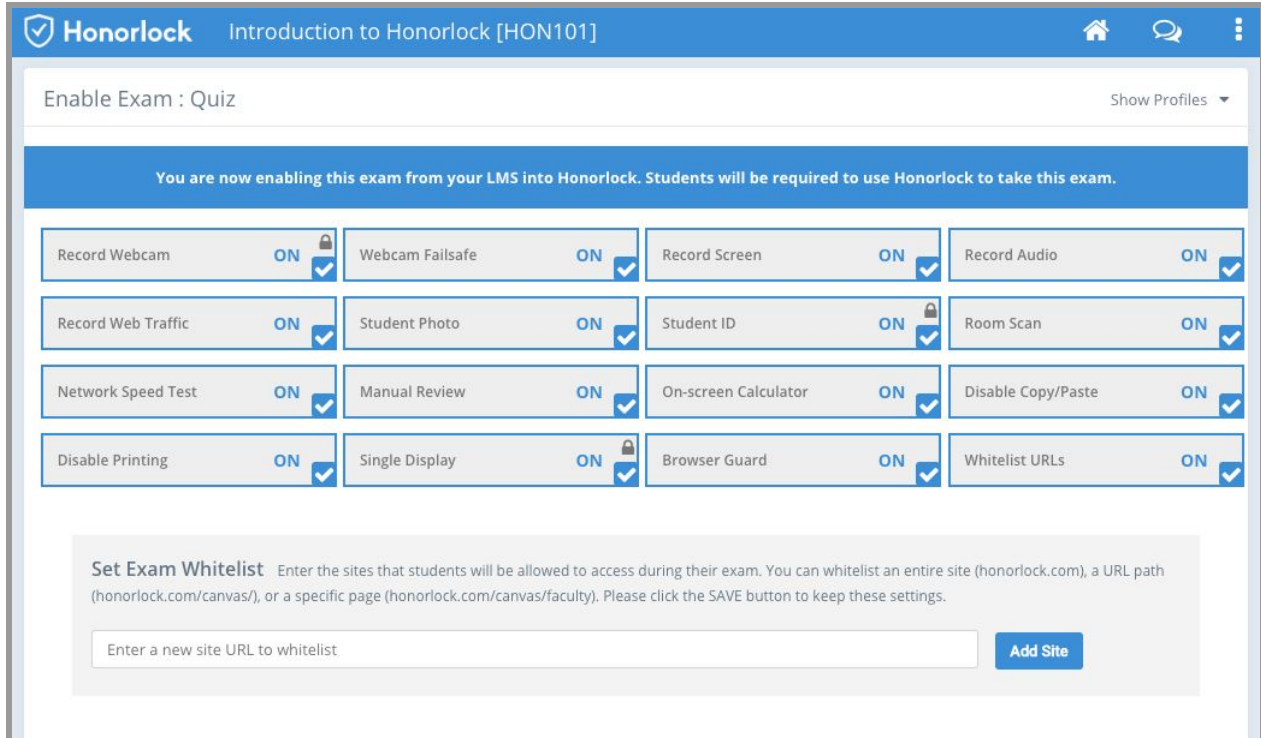 Honorlock Introduction to Honorlock [HON101]
Enable Exam : Quiz Show Profiles
You are now enabling this exam from your LMS into Honorlock. Students will be required to use Honorlock to take this exam.
Record Webcam ON Webcam Failsafe ON Record Screen ON Record Audio ON
Record Web Traffic ON Student Photo ON Student ID ON Room Scan ON
Network Speed Test ON Manual Review ON On-screen Calculator ON Disable Copy/Paste ON
Disable Printing ON Single Display ON Browser Guard ON Whitelist URLs ON
Set Exam Whitelist Enter the sites that students will be allowed to access during their exam. You can whitelist an entire site (honorlock.com), a URL path
(honorlock.com/canvas/), or a specific page (honorlock.com/canvas/faculty). Please click the SAVE button to keep these settings.
Enter a new site URL to whitelist Add Site